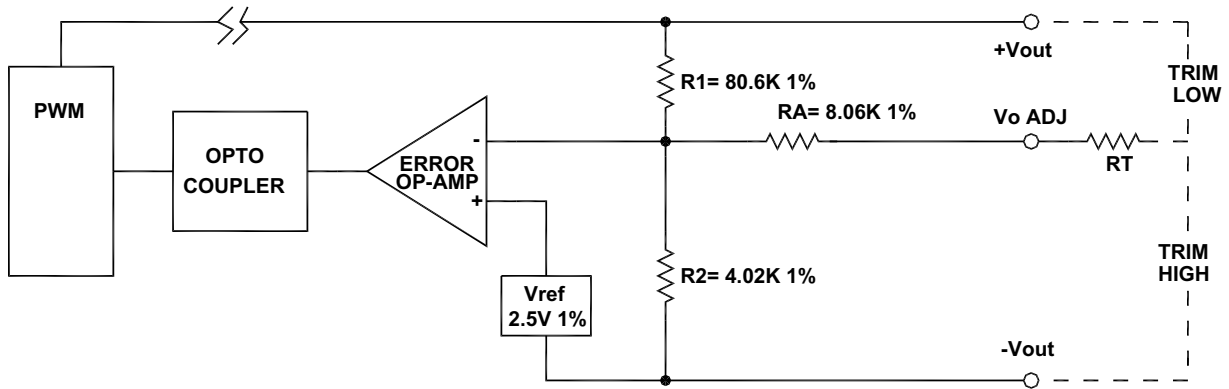 +Vout
PWM
R1= 80.6K 1%
TRIM
LOW
RA= 8.06K 1%
Vo ADJ
OPTO
COUPLER
-
ERROR
OP-AMP
+
RT
R2= 4.02K 1%
TRIM
HIGH
Vref
2.5V 1%
-Vout